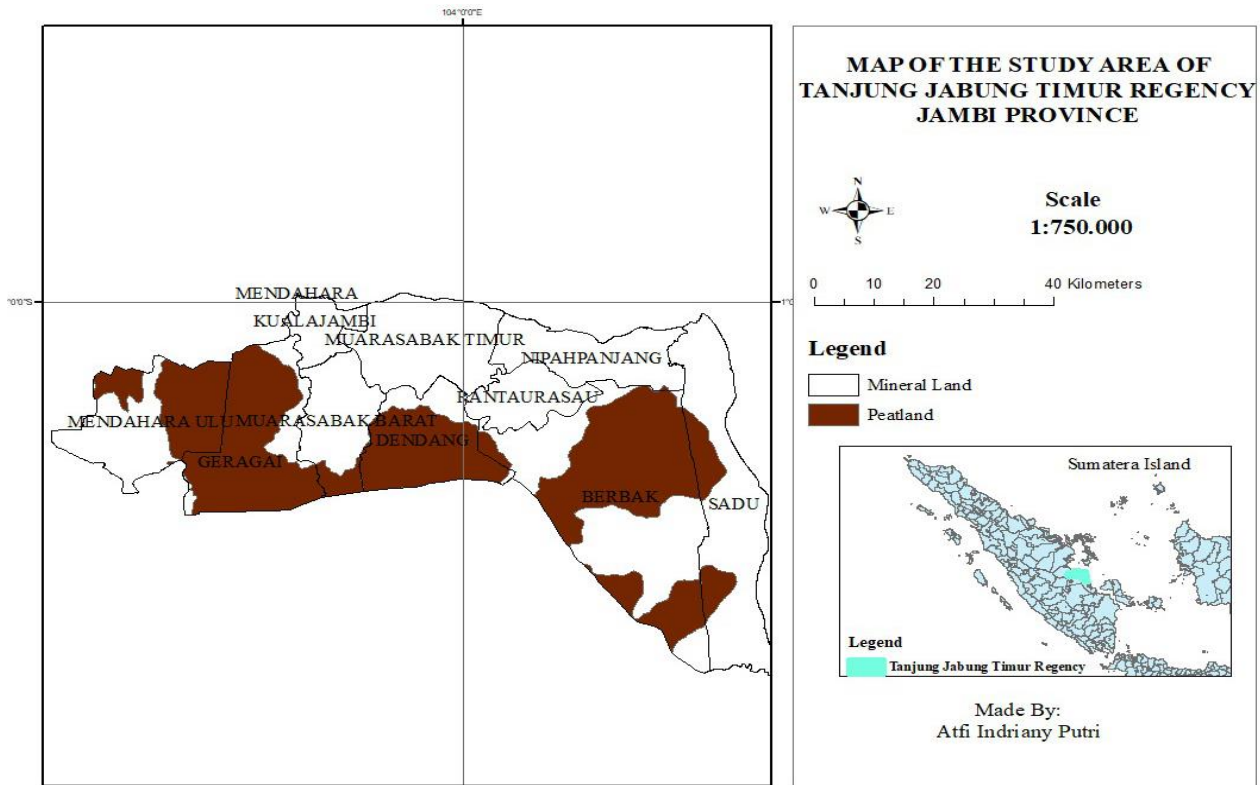 104°0'0"E
°0'0"S
1°0
MENDAHARA
KUALAJAMBI
MUARASABAK TIMUR
NIPAHPANJANG
RANTAURASAU
MENDAHARA ULU
MUARASABAK BARAT
DENDANG
GERAGAI
BERBAK
SADU
MAP OF THE STUDY AREA OF
TANJUNG JABUNG TIMUR REGENCY
JAMBI PROVINCE
N
W E
S
Scale
1:750.000
0 10 20 40 Kilometers
Legend
Mineral Land
Peatland
Sumatera Island
Legend
Tanjung Jabung Timur Regency
Made By:
Atfi Indriany Putri